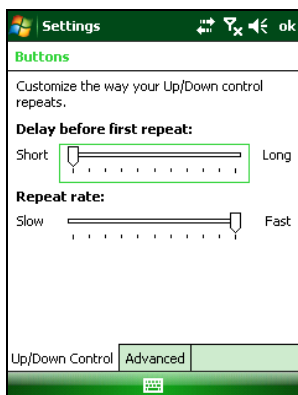 Settings ok
Buttons
Customize the way your Up/Down control
repeats.
Delay before first repeat:
Short Long
Repeat rate:
Slow Fast
Up/Down Control Advanced